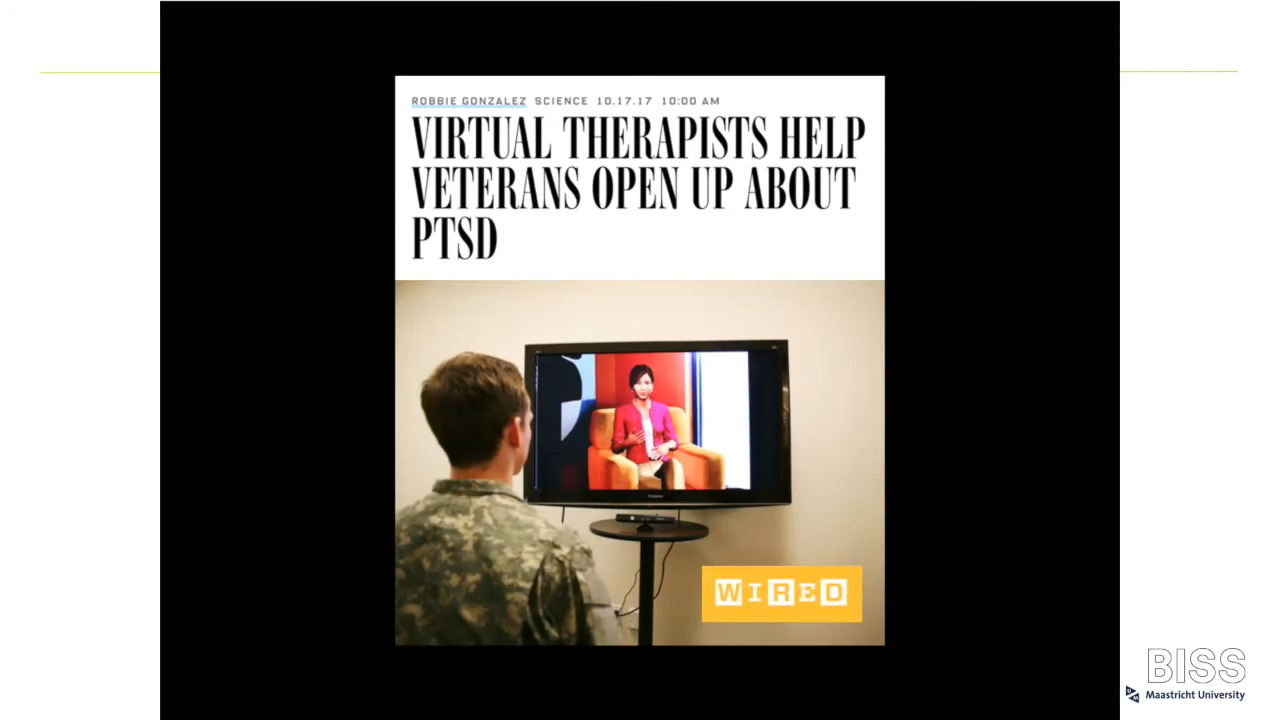 ROBBIE GONZALEZ SCIENCE 10.17.17 10:00 AM
VIRTUAL THERAPISTS HELP
VETERANS OPEN UP ABOUT
PTSD
Panasonic
WIRED
BISS
Maastricht University